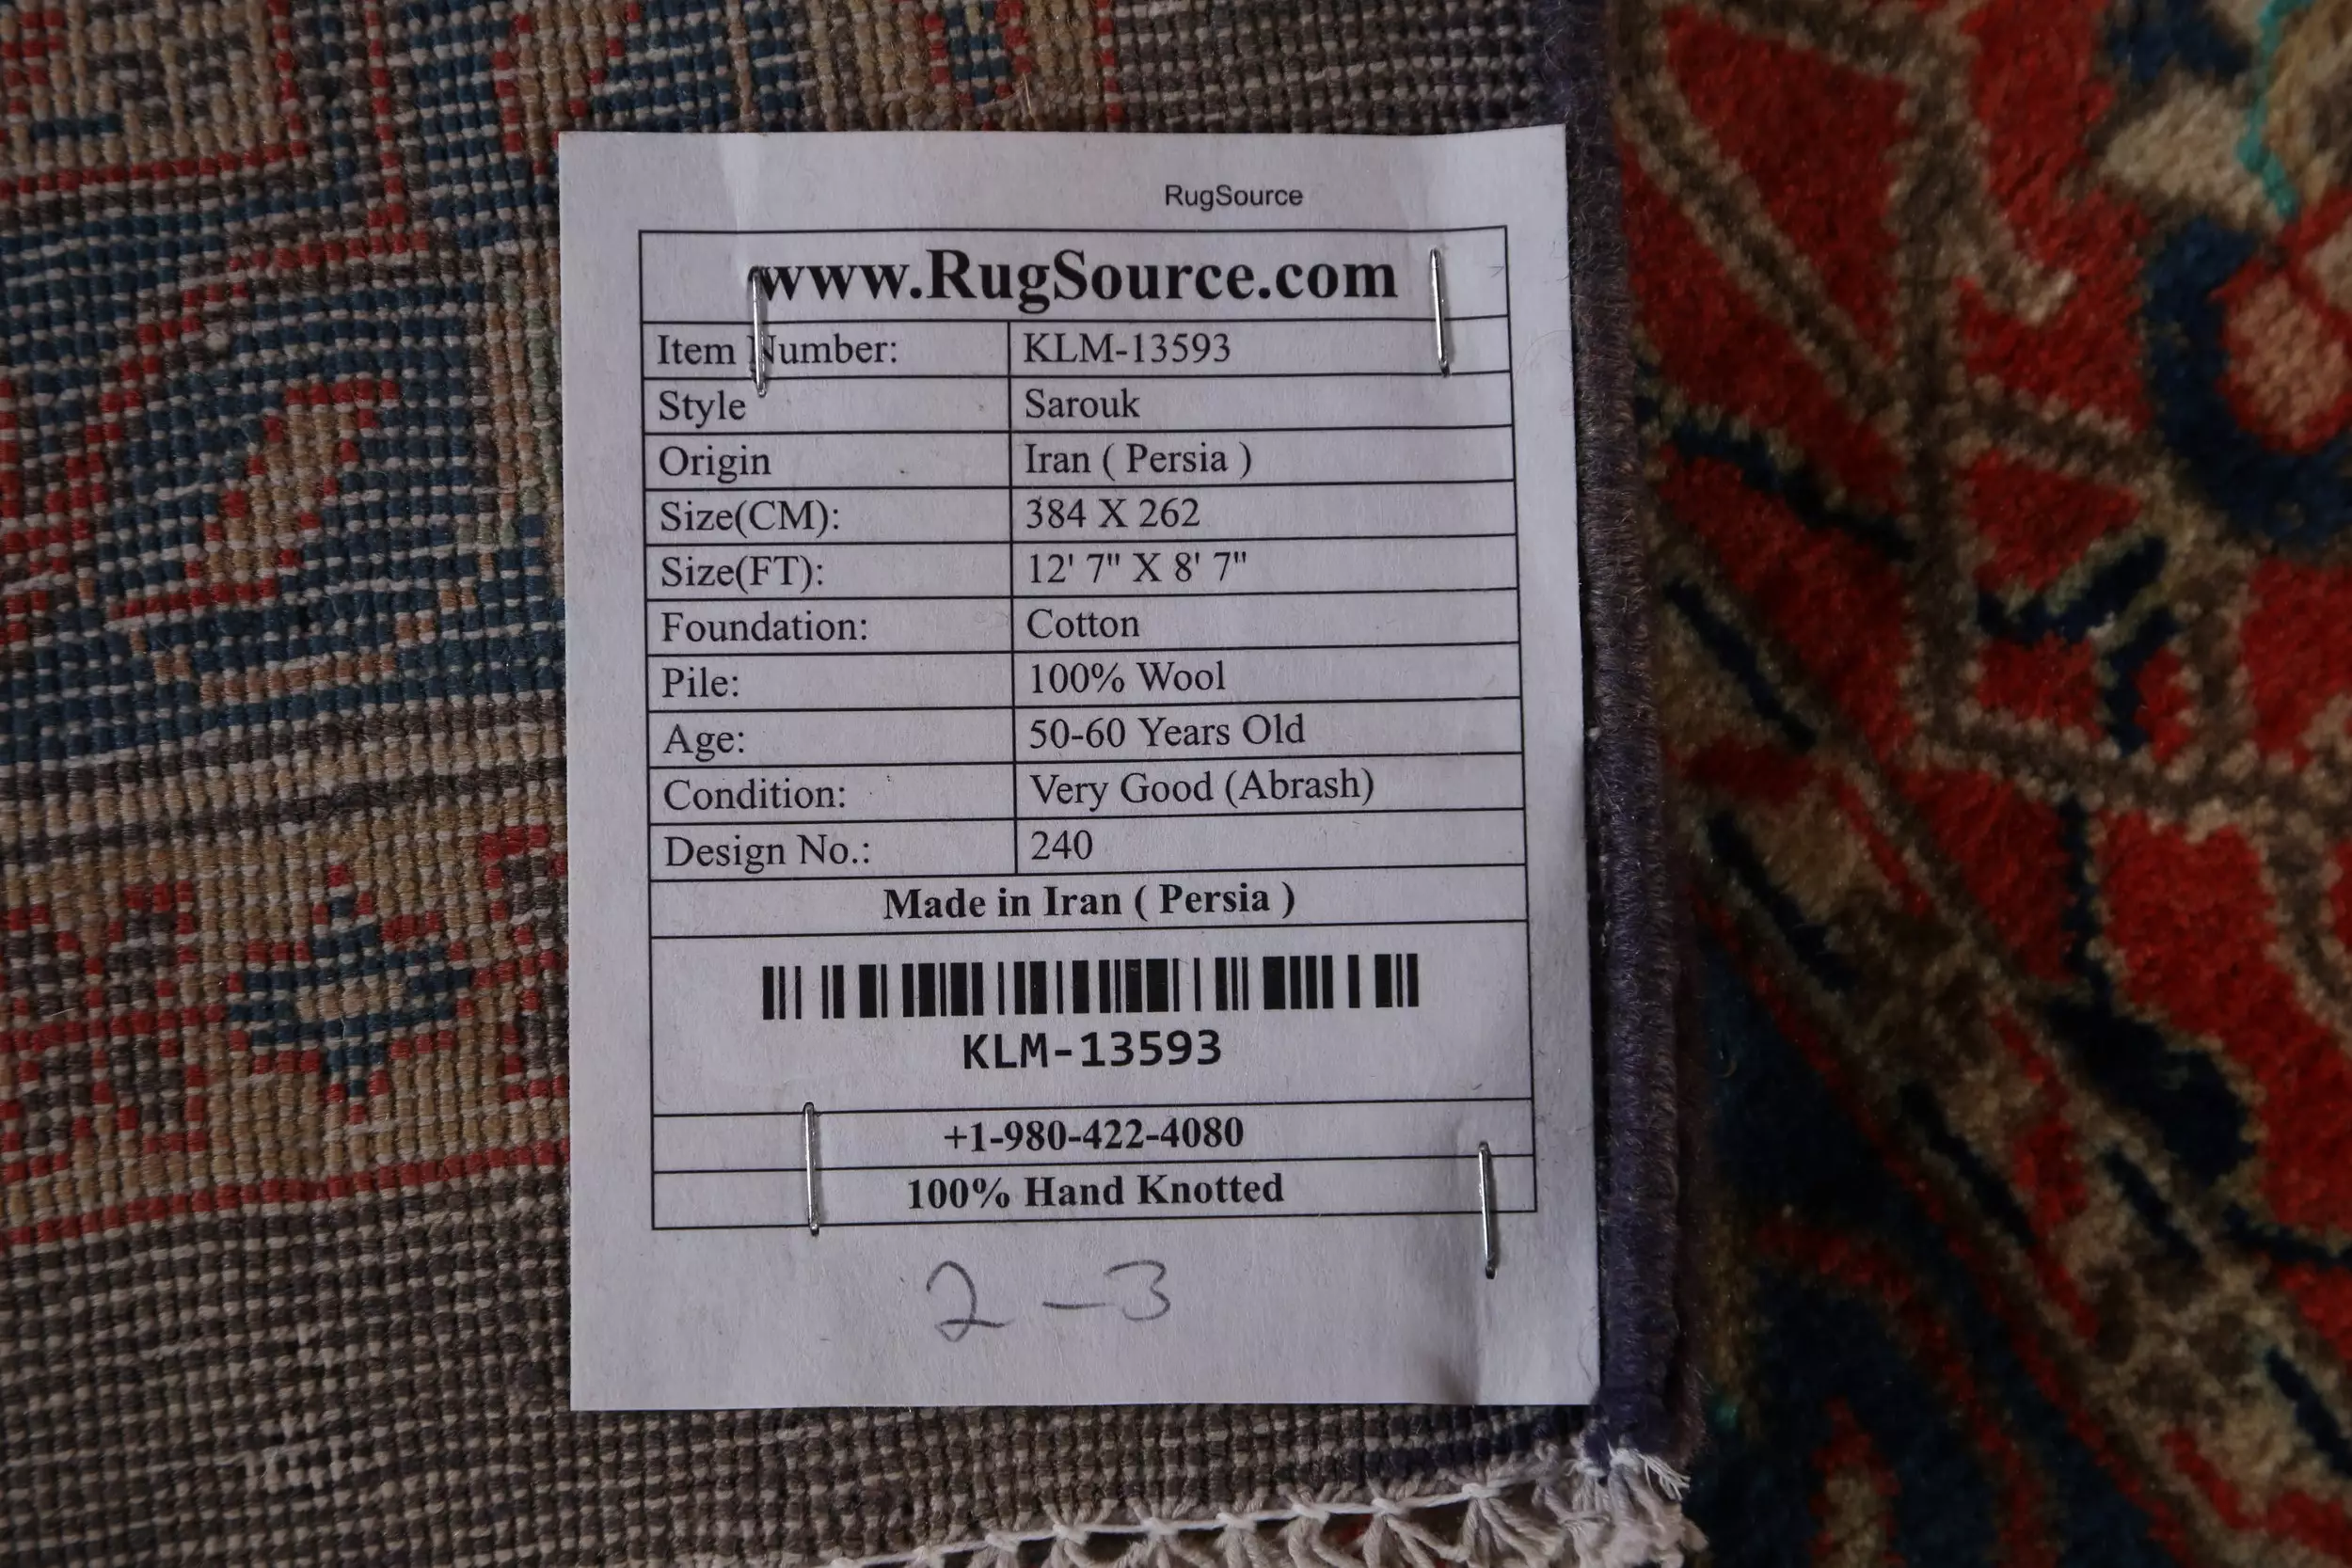 RugSource
www.RugSource.com
Item Number: KLM-13593
Style Sarouk
Origin Iran ( Persia )
Size(CM): 384 X 262
Size(FT): 12' 7" X 8' 7"
Foundation: Cotton
Pile: 100% Wool
Age: 50-60 Years Old
Condition: Very Good (Abrash)
Design No.: 240
Made in Iran ( Persia )
KLM-13593
+1-980-422-4080
100% Hand Knotted
2-3